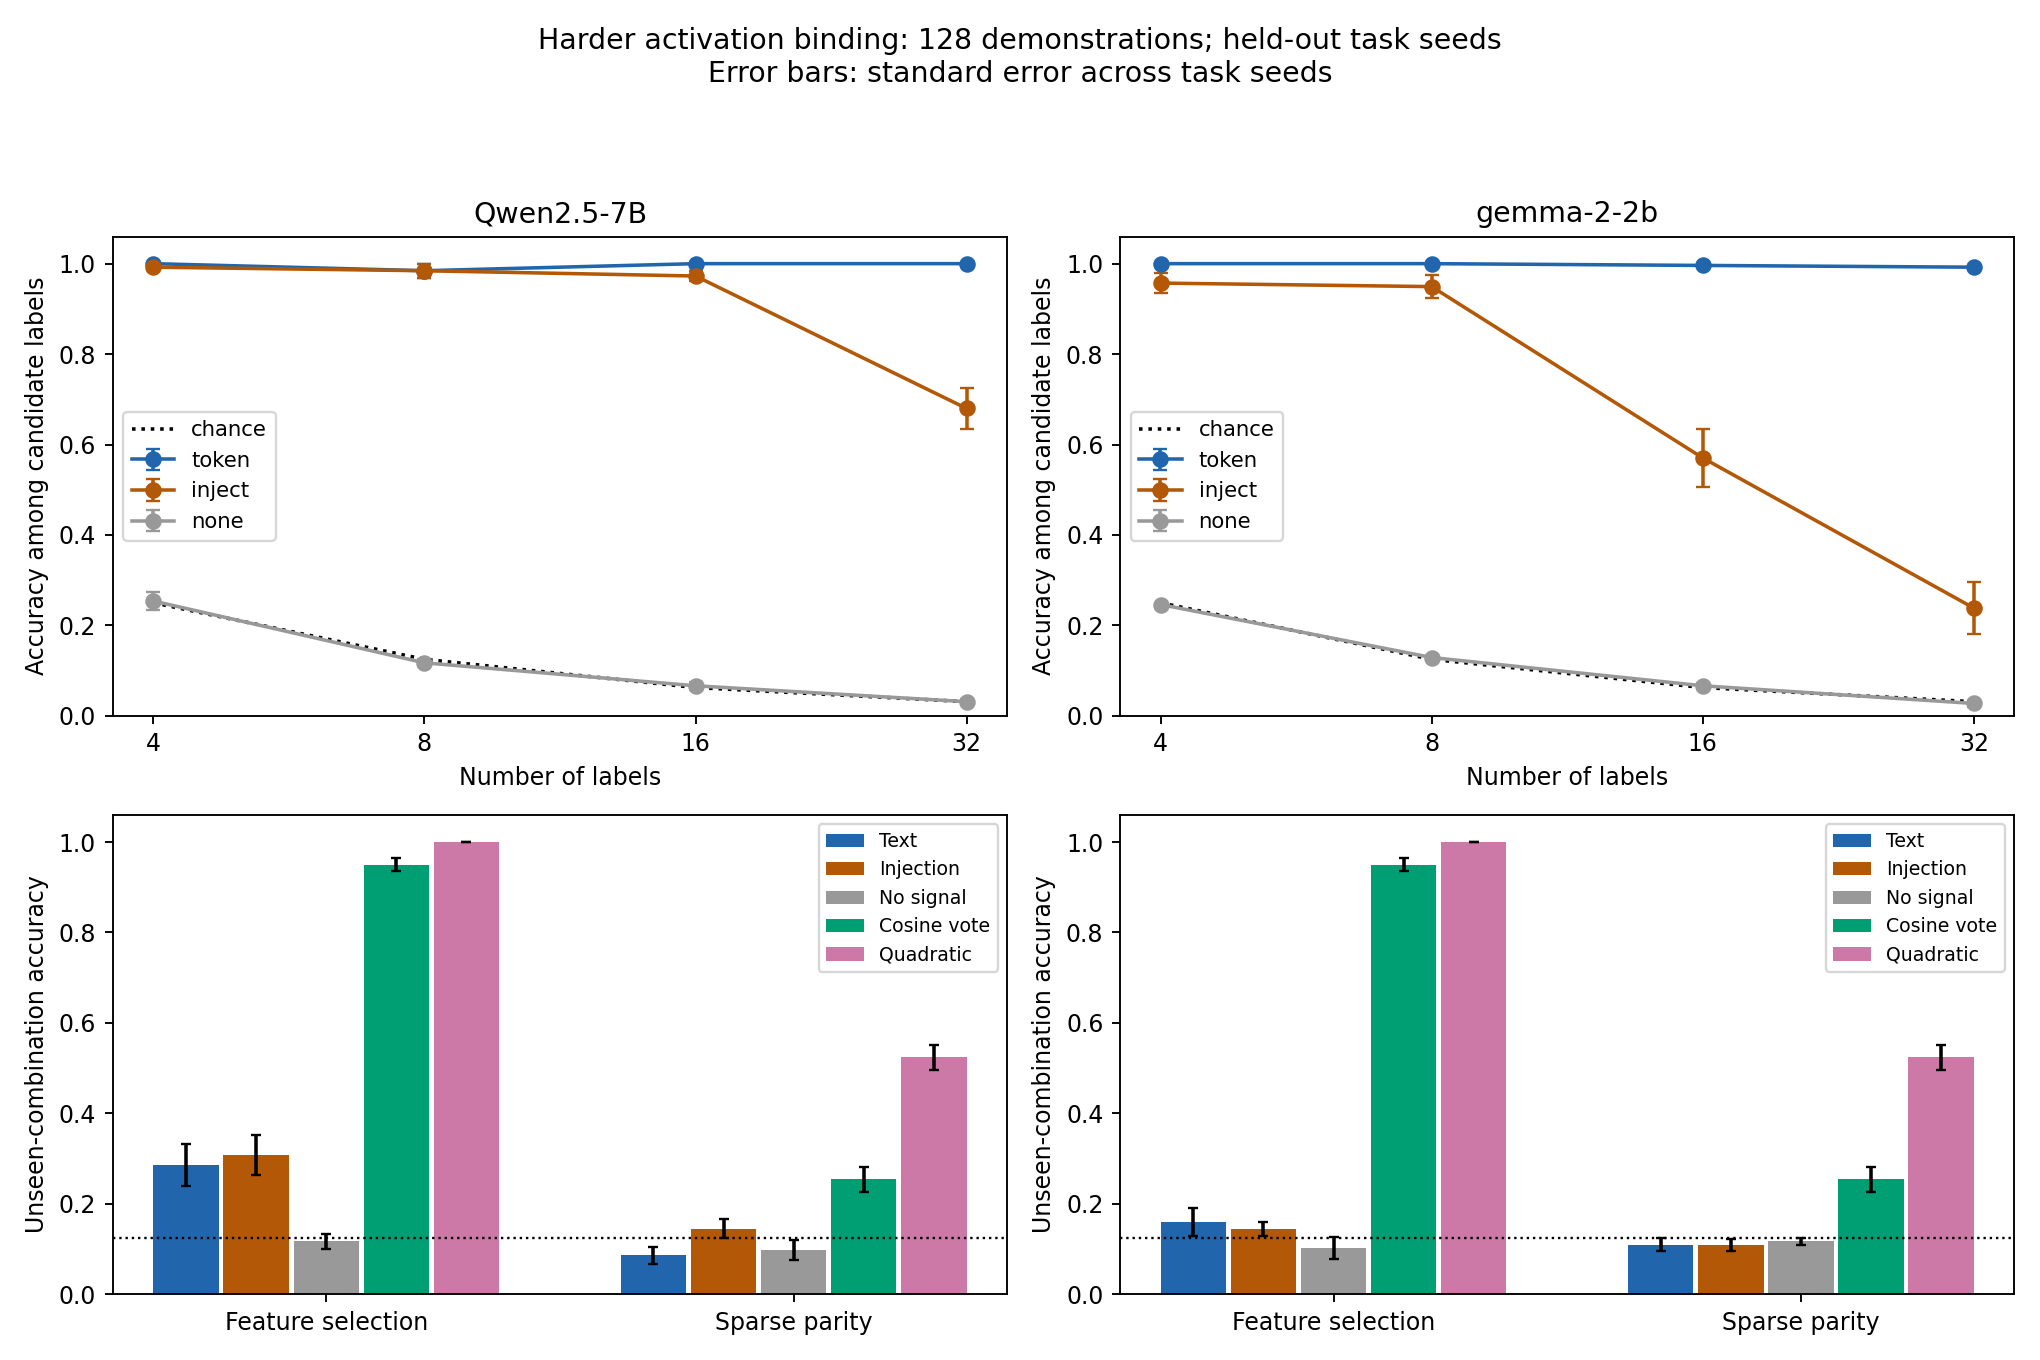 Harder activation binding: 128 demonstrations; held-out task seeds
Error bars: standard error across task seeds
Qwen2.5-7B
Accuracy among candidate labels
1.0
0.8
0.6
0.4
0.2
0.0
chance
token
inject
none
4
8
16
32
Number of labels
gemma-2-2b
Accuracy among candidate labels
1.0
0.8
0.6
0.4
0.2
0.0
chance
token
inject
none
4
8
16
32
Number of labels
Unseen-combination accuracy
1.0
0.8
0.6
0.4
0.2
0.0
Text
Injection
No signal
Cosine vote
Quadratic
Feature selection
Sparse parity
Unseen-combination accuracy
1.0
0.8
0.6
0.4
0.2
0.0
Text
Injection
No signal
Cosine vote
Quadratic
Feature selection
Sparse parity